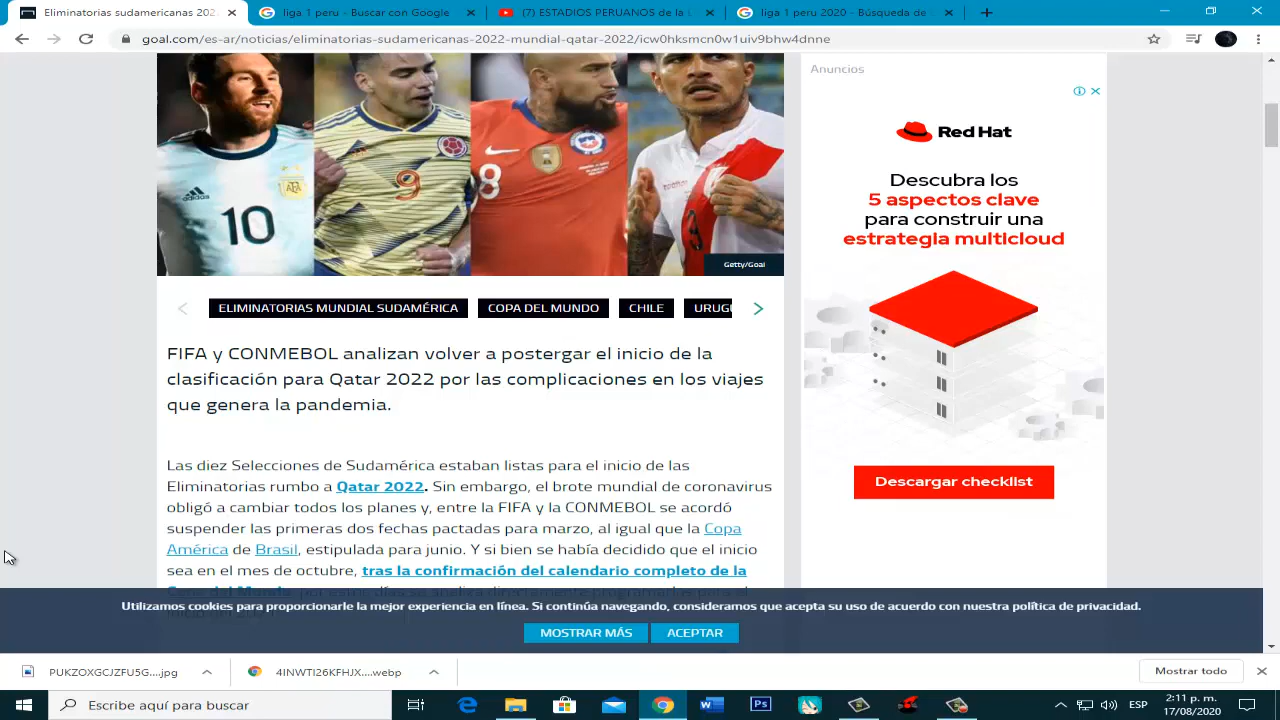 Eliminatorias sudamericanas 202
liga 1 peru - Buscar con Google
(7) ESTADIOS PERUANOS de la L
liga 1 peru 2020 - Búsqueda de
goal.com/es-ar/noticias/eliminatorias-sudamericanas-2022-mundial-qatar-2022/icw0hksmcn0w1uiv9bhw4dnne
Anuncios
Red Hat
Descubra los
5 aspectos clave
para construir una
estrategia multicloud
Descargar checklist
adidas
AFA
10
9
8
3
Getty/Goal
ELIMINATORIAS MUNDIAL SUDAMÉRICA
COPA DEL MUNDO
CHILE
URUGU
FIFA y CONMEBOL analizan volver a postergar el inicio de la
clasificación para Qatar 2022 por las complicaciones en los viajes
que genera la pandemia.
Las diez Selecciones de Sudamérica estaban listas para el inicio de las
Eliminatorias rumbo a Qatar 2022. Sin embargo, el brote mundial de coronavirus
obligó a cambiar todos los planes y, entre la FIFA y la CONMEBOL se acordó
suspender las primeras dos fechas pactadas para marzo, al igual que la Copa
América de Brasil, estipulada para junio. Y si bien se había decidido que el inicio
sea en el mes de octubre, tras la confirmación del calendario completo de la
Utilizamos cookies para proporcionarle la mejor experiencia en línea. Si continúa navegando, consideramos que acepta su uso de acuerdo con nuestra política de privacidad.
MOSTRAR MÁS
ACEPTAR
PUKZOXGCJZFU5G....jpg
4INWTI26KFHJX....webp
Mostrar todo
Escribe aquí para buscar
ESP
2:11 p. m.
17/08/2020